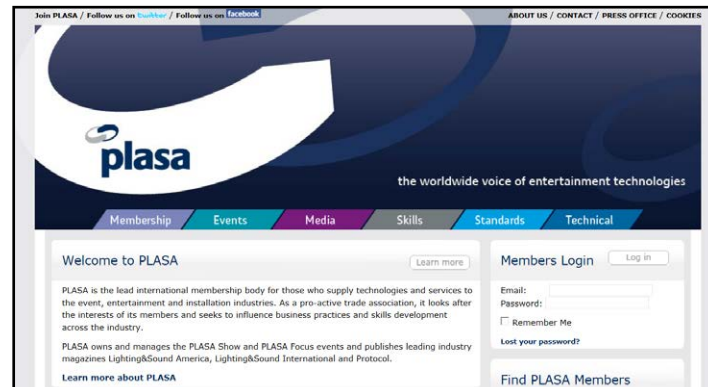 Join PLASA / Follow us on twitter / Follow us on facebook
ABOUT US / CONTACT / PRESS OFFICE / COOKIES
plasa
the worldwide voice of entertainment technologies
Membership Events Media Skills Standards Technical
Welcome to PLASA
Learn more
PLASA is the lead international membership body for those who supply technologies and services to
the event, entertainment and installation industries. As a pro-active trade association, it looks after
the interests of its members and seeks to influence business practices and skills development
across the industry.
PLASA owns and manages the PLASA Show and PLASA Focus events and publishes leading industry
magazines Lighting&Sound America, Lighting&Sound International and Protocol.
Learn more about PLASA
Members Login
Log in
Email:
Password:
Remember Me
Lost your password?
Find PLASA Members